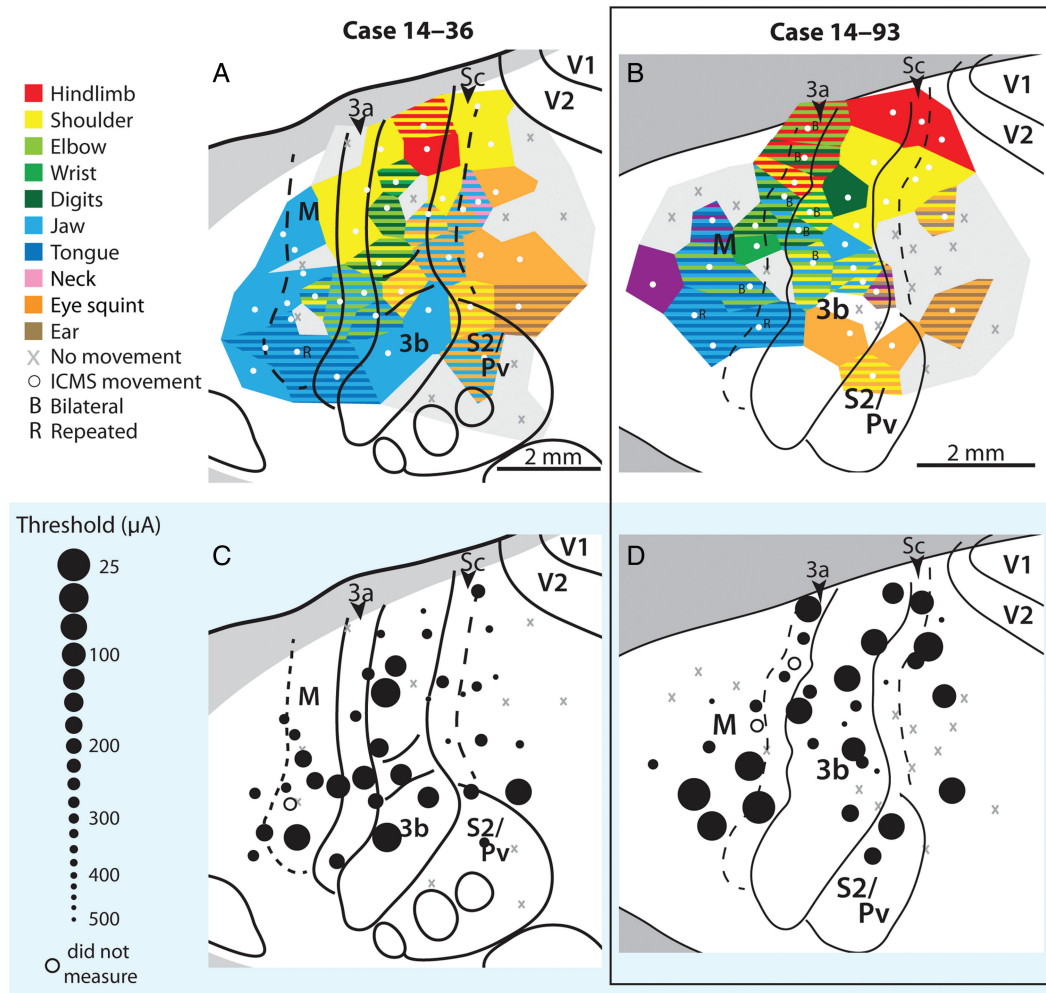 Case 14–36
Case 14–93
Hindlimb
Shoulder
Elbow
Wrist
Digits
Jaw
Tongue
Neck
Eye squint
Ear
x No movement
ICMS movement
B Bilateral
R Repeated
A
3a
Sc
V1
V2
M
x
x
x
x
x
x
x
x
x
R
3b
S2/
Pv
2 mm
B
3a
Sc
V1
V2
B
B
B
B
B
B
B
M
x
x
x
x
x
x
x
x
x
x
x
x
x
R
R
3b
S2/
Pv
2 mm
Threshold (μA)
25
100
200
300
400
500
did not
measure
C
3a
Sc
V1
V2
M
x
x
x
x
x
x
x
x
x
3b
S2/
Pv
D
3a
Sc
V1
V2
M
x
x
x
x
x
x
x
x
x
x
x
x
x
3b
S2/
Pv